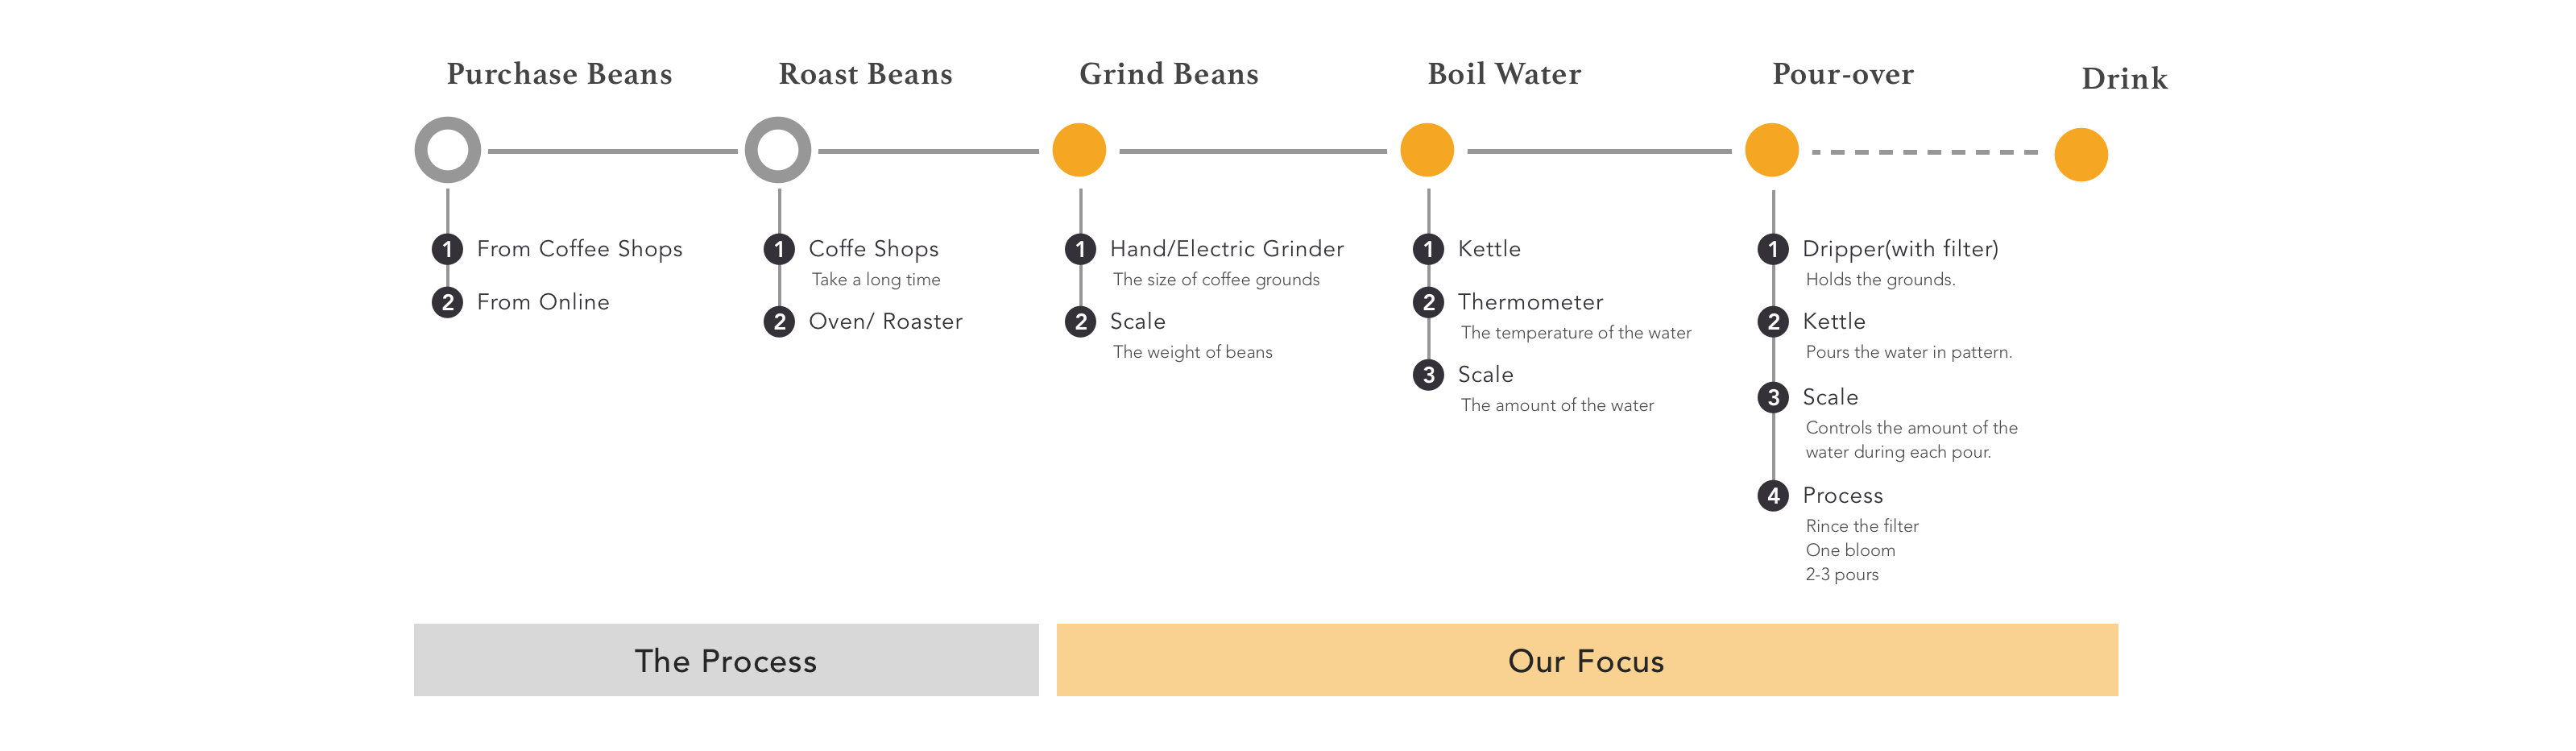 Purchase Beans
1 From Coffee Shops
2 From Online
Roast Beans
1 Coffe Shops
Take a long time
2 Oven/ Roaster
Grind Beans
1 Hand/Electric Grinder
The size of coffee grounds
2 Scale
The weight of beans
Boil Water
1 Kettle
2 Thermometer
The temperature of the water
3 Scale
The amount of the water
Pour-over
1 Dripper(with filter)
Holds the grounds.
2 Kettle
Pours the water in pattern.
3 Scale
Controls the amount of the
water during each pour.
4 Process
Rince the filter
One bloom
2-3 pours
Drink
The Process
Our Focus